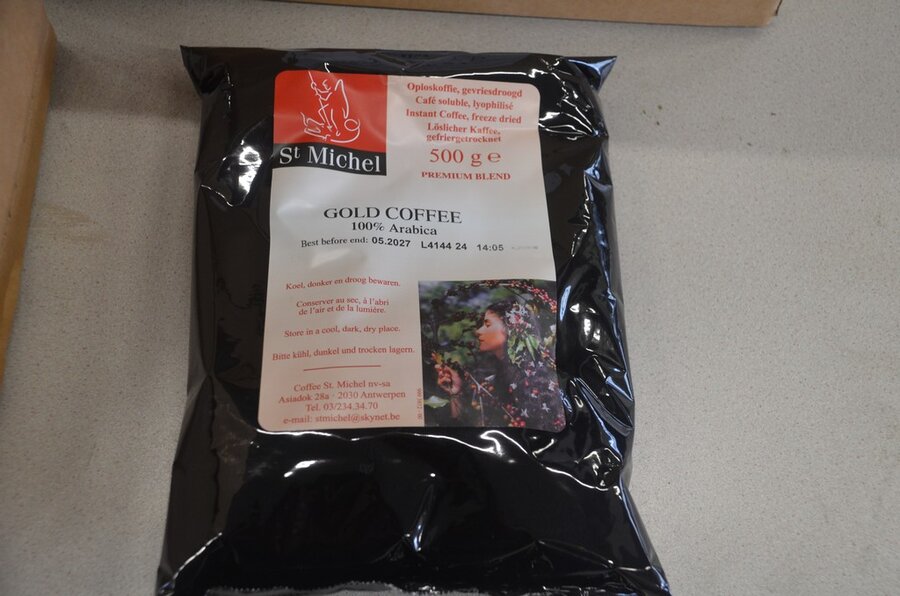 St Michel
Oploskoffie, gevriesdroogd
Café soluble, lyophilisé
Instant Coffee, freeze dried
Löslicher Kaffee,
gefriergetrocknet
500 g ℮
PREMIUM BLEND
GOLD COFFEE
100% Arabica
Best before end: 05.2027 L4144 24 14:05
Koel, donker en droog bewaren.
Conserver au sec, à l'abri
de l'air et de la lumière.
Store in a cool, dark, dry place.
Bitte kühl, dunkel und trocken lagern.
Coffee St. Michel nv-sa
Asiadok 28a · 2030 Antwerpen
Tel. 03/234.34.70
e-mail: stmichel@skynet.be